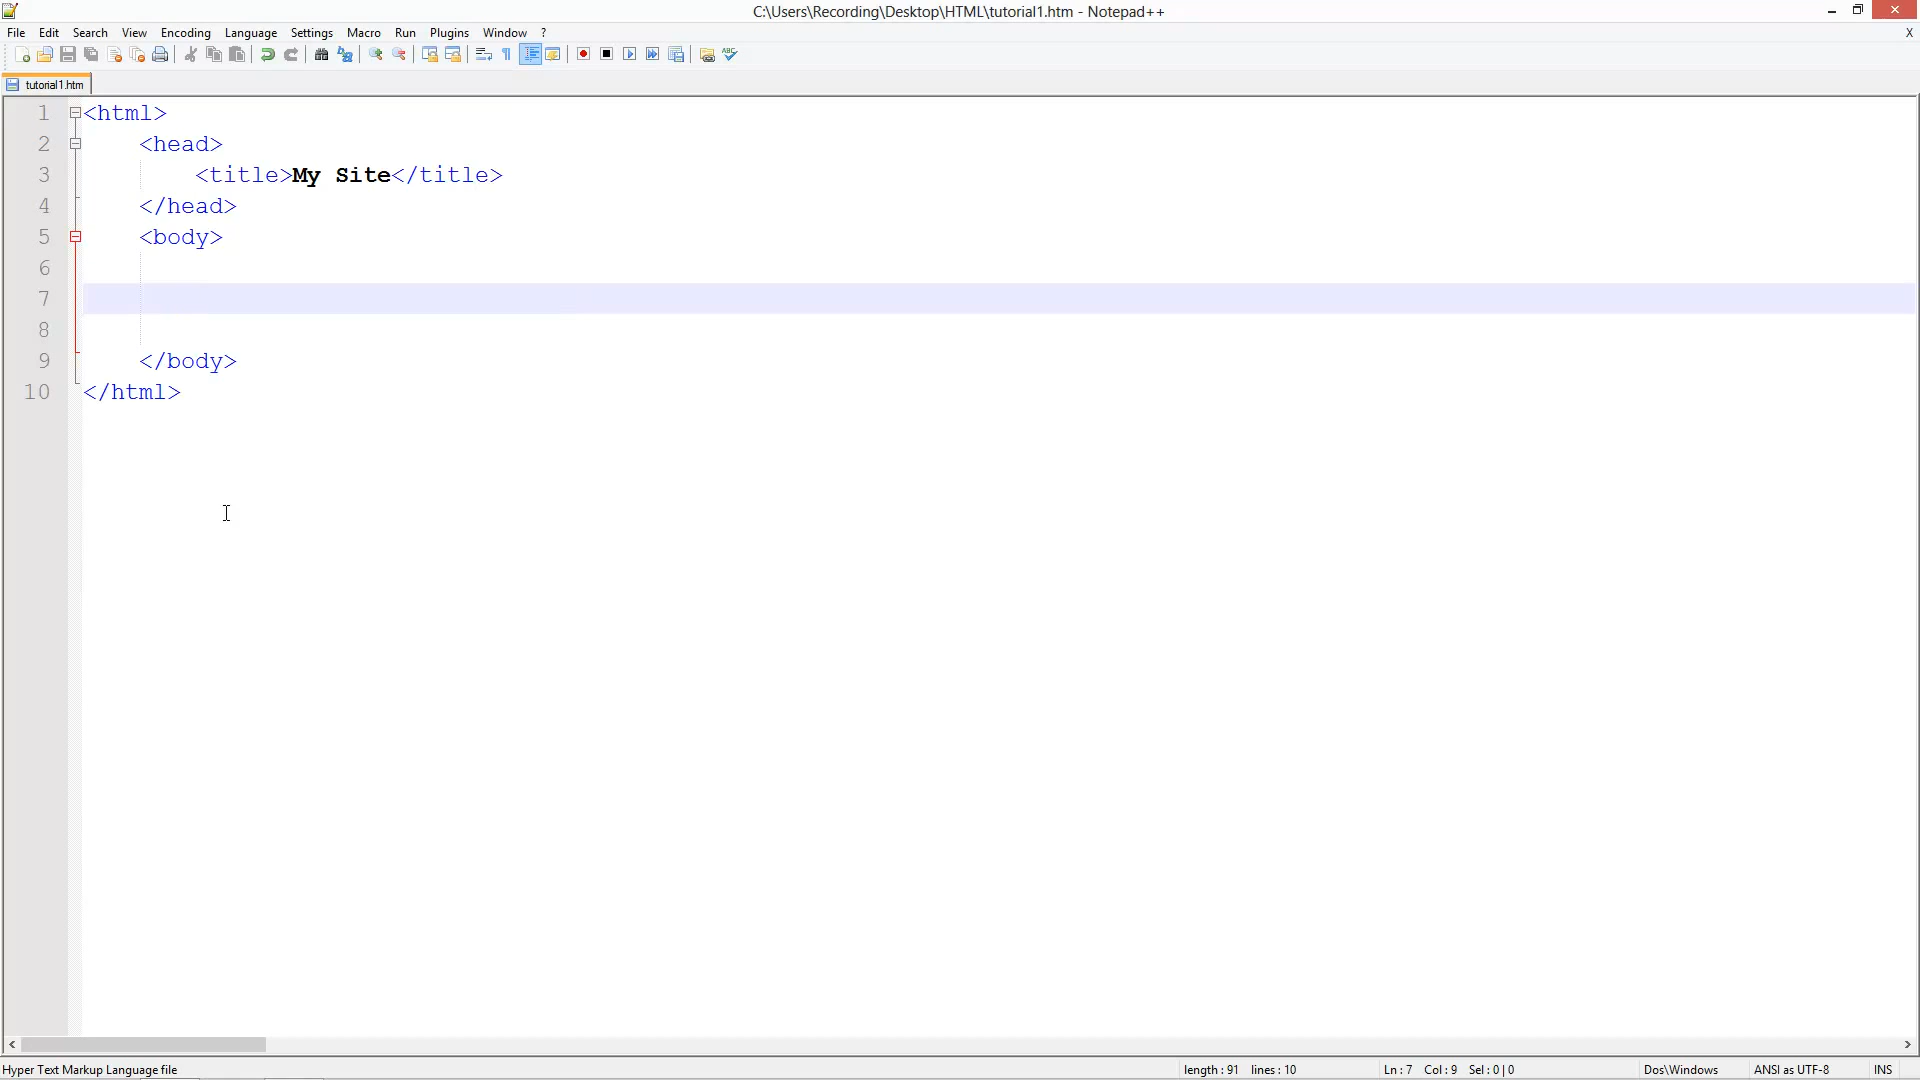 C:\Users\Recording\Desktop\HTML\tutorial1.htm - Notepad++
File Edit Search View Encoding Language Settings Macro Run Plugins Window ? X
tutorial1.htm
1 <html>
2 <head>
3 <title>My Site</title>
4 </head>
5 <body>
6
7
8
9 </body>
10 </html>
Hyper Text Markup Language file length : 91 lines : 10 Ln : 7 Col : 9 Sel : 0 | 0 Dos\Windows ANSI as UTF-8 INS